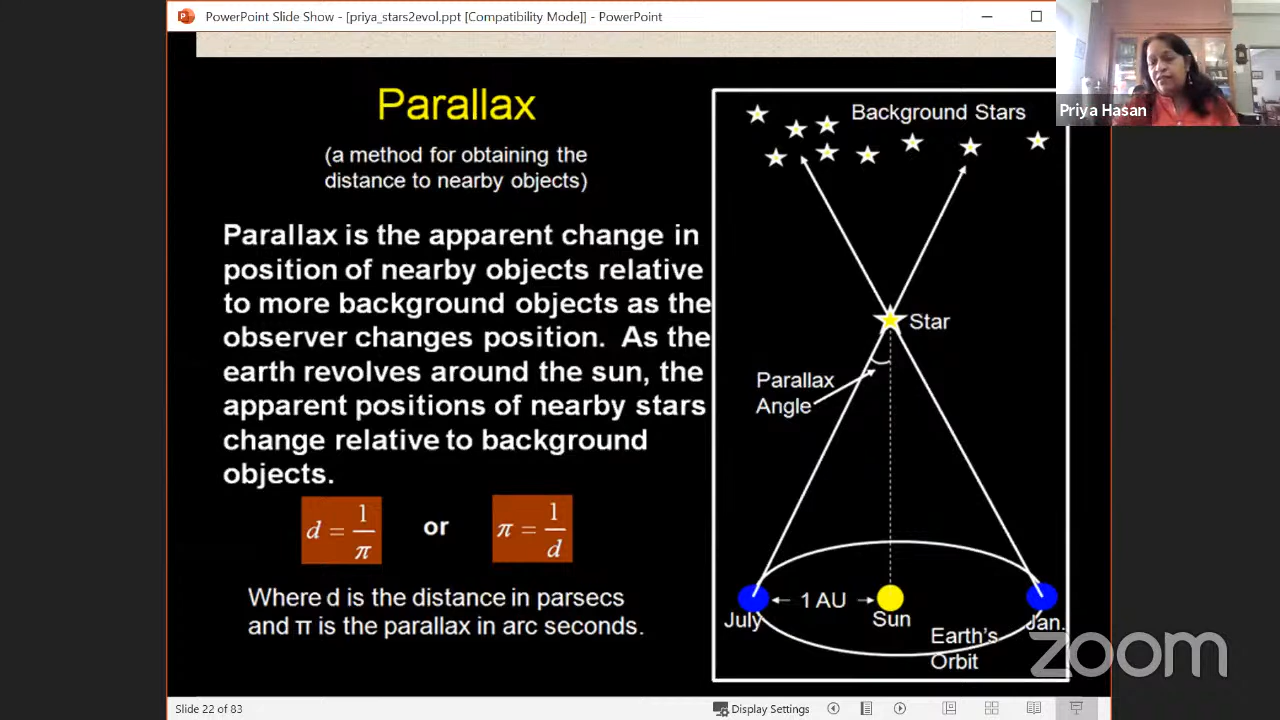 PowerPoint Slide Show - [priya_stars2evol.ppt [Compatibility Mode]] - PowerPoint
Priya Hasan
Parallax
(a method for obtaining the
distance to nearby objects)
Parallax is the apparent change in
position of nearby objects relative
to more background objects as the
observer changes position.  As the
earth revolves around the sun, the
apparent positions of nearby stars
change relative to background
objects.
d = 1/π or π = 1/d
Where d is the distance in parsecs
and π is the parallax in arc seconds.
Background Stars
Star
Parallax
Angle
1 AU
July
Sun
Jan.
Earth's
Orbit
zoom
Slide 22 of 83
Display Settings